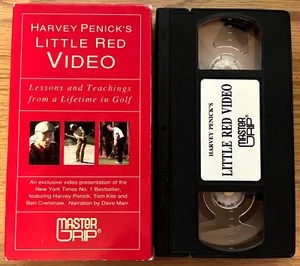 HARVEY PENICK'S
LITTLE RED
VIDEO
Lessons and Teachings
from a Lifetime in Golf
An exclusive video presentation of the
New York Times No. 1 Bestseller,
featuring Harvey Penick, Tom Kite and
Ben Crenshaw. Narration by Dave Marr.
MASTER
GRIP
HARVEY PENICK'S
LITTLE RED VIDEO
MASTER
GRIP